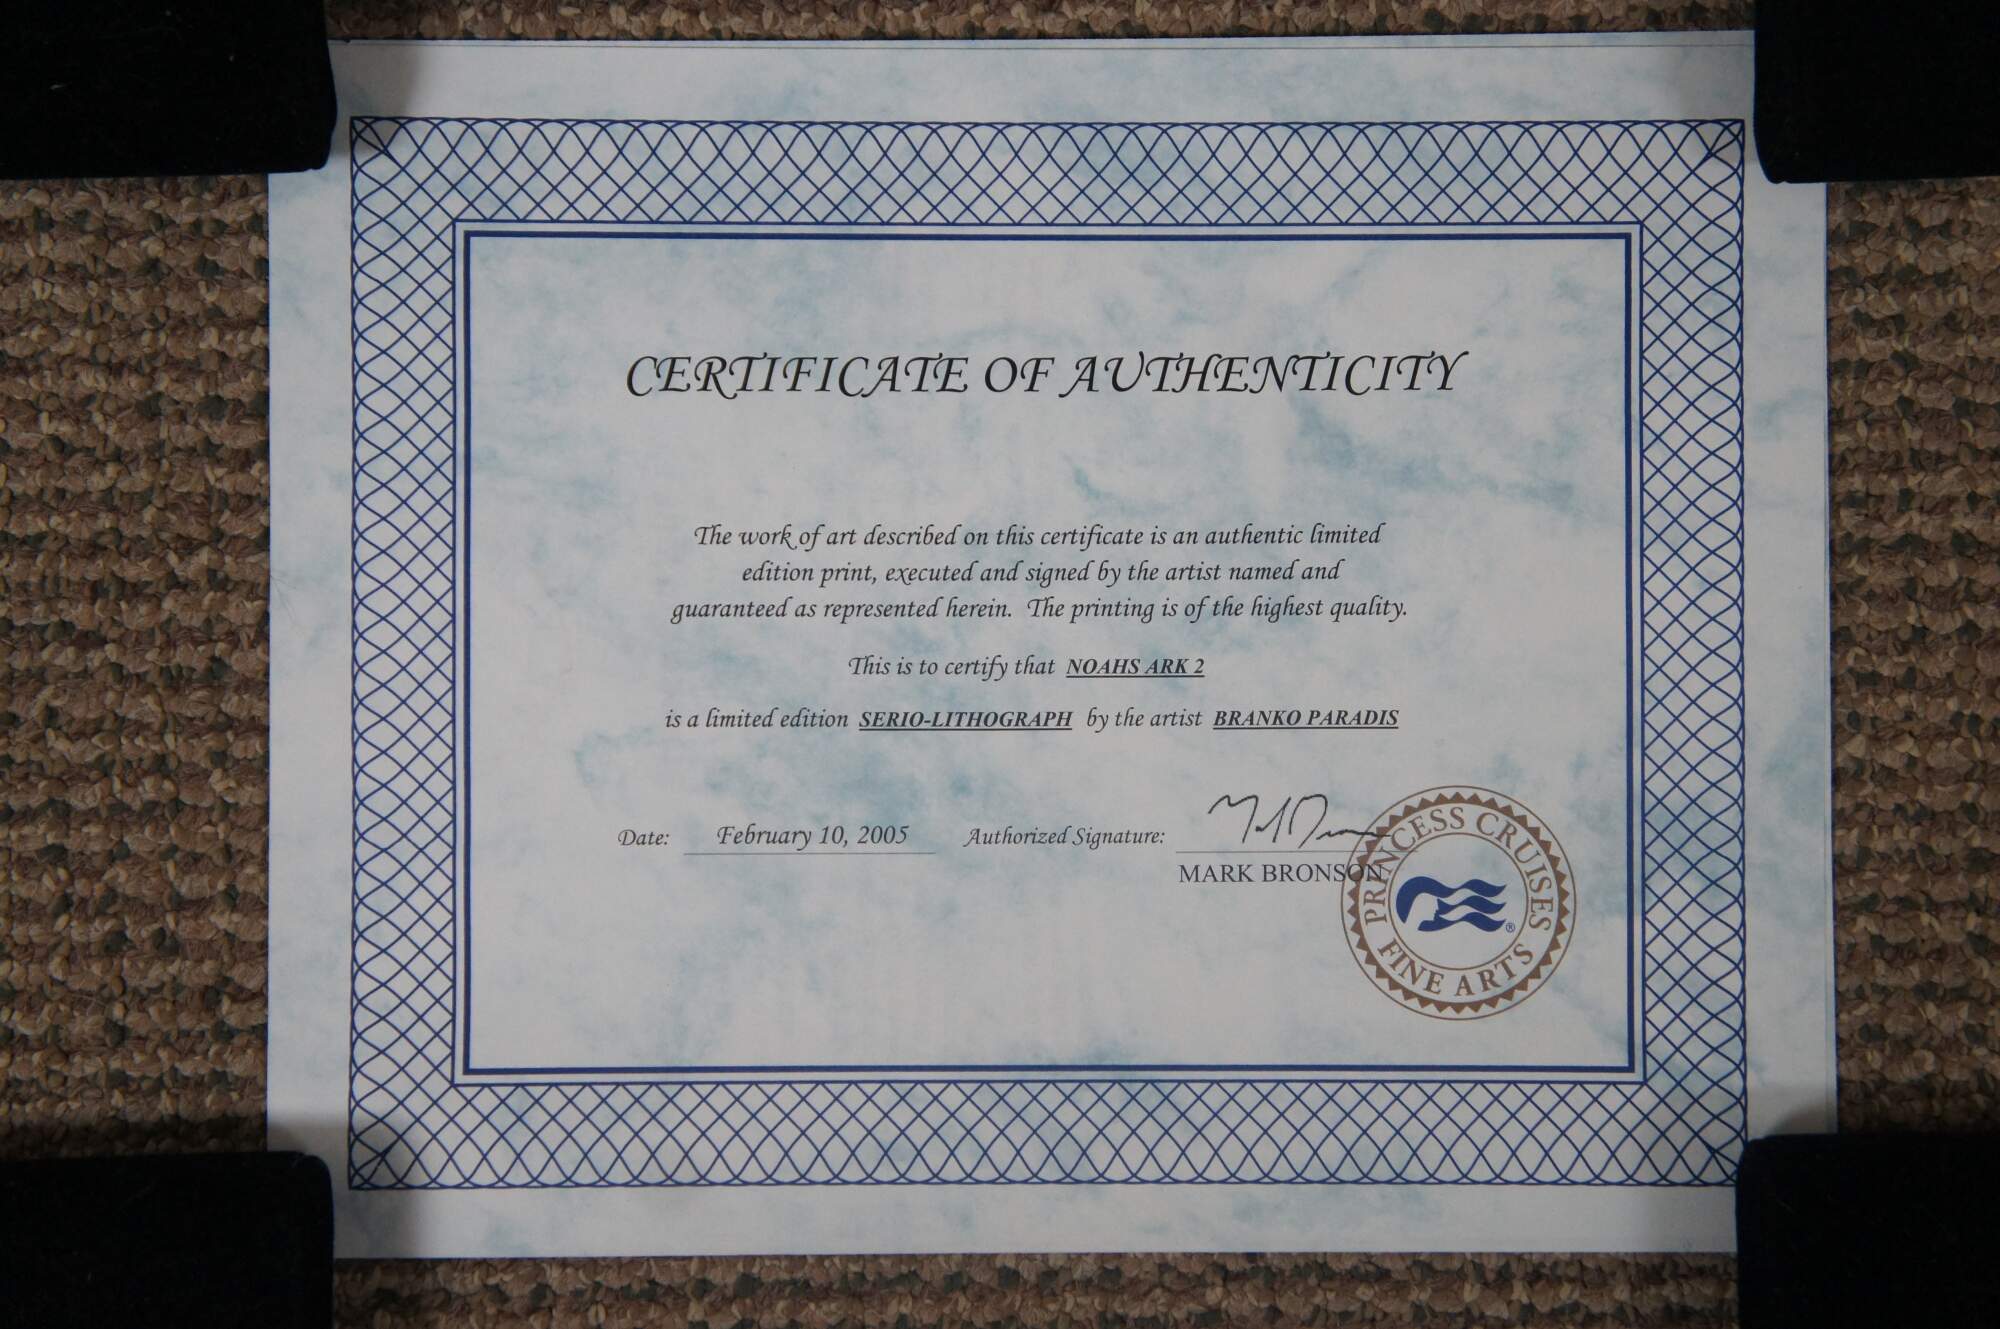 CERTIFICATE OF AUTHENTICITY
The work of art described on this certificate is an authentic limited
edition print, executed and signed by the artist named and
guaranteed as represented herein. The printing is of the highest quality.
This is to certify that NOAHS ARK 2
is a limited edition SERIO-LITHOGRAPH by the artist BRANKO PARADIS
Date: February 10, 2005 Authorized Signature:
MARK BRONSON
PRINCESS CRUISES
FINE ARTS
®